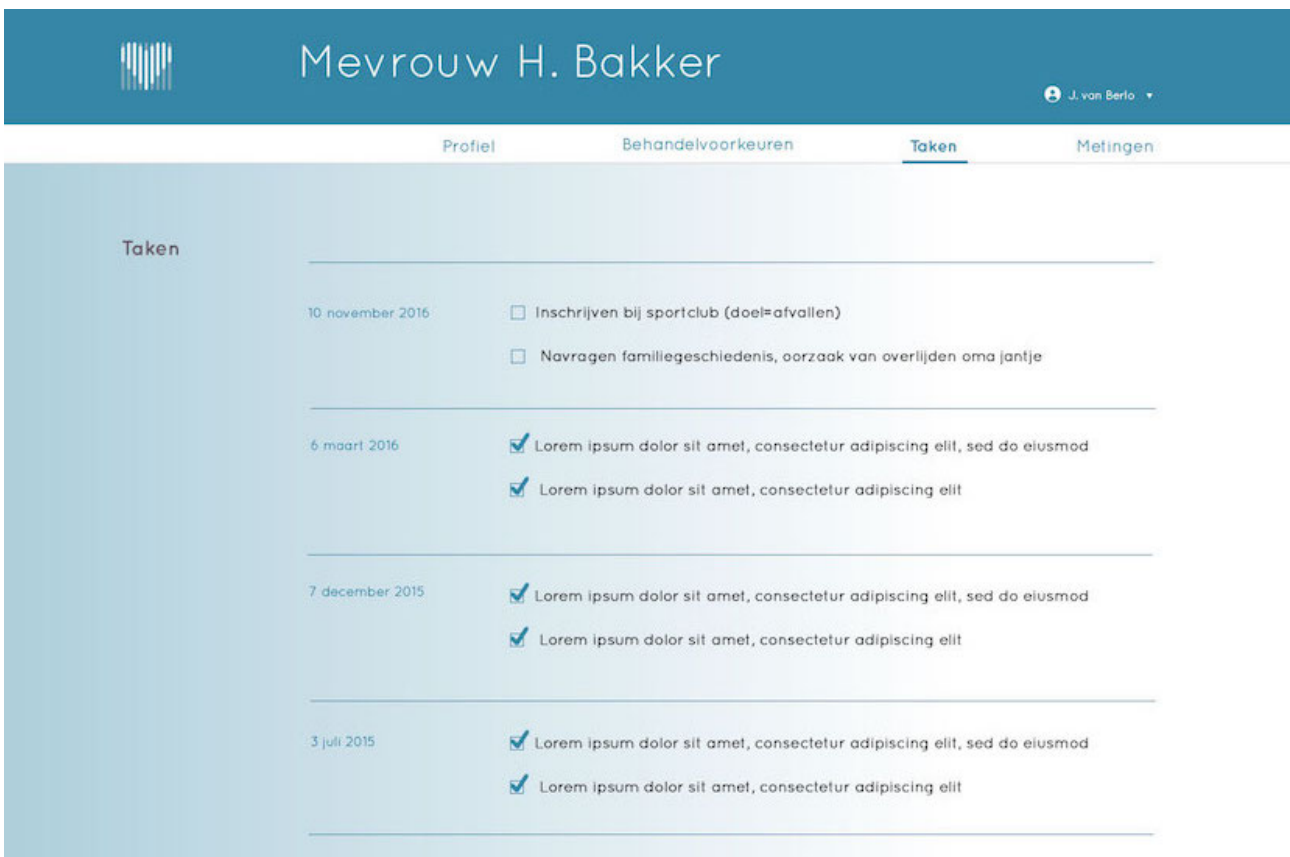 Mevrouw H. Bakker
J. van Berlo
Profiel Behandelvoorkeuren Taken Metingen
Taken
10 november 2016 Inschrijven bij sportclub (doel=afvallen)
Navragen familiegeschiedenis, oorzaak van overlijden oma jantje
6 maart 2016 Lorem ipsum dolor sit amet, consectetur adipiscing elit, sed do eiusmod
Lorem ipsum dolor sit amet, consectetur adipiscing elit
7 december 2015 Lorem ipsum dolor sit amet, consectetur adipiscing elit, sed do eiusmod
Lorem ipsum dolor sit amet, consectetur adipiscing elit
3 juli 2015 Lorem ipsum dolor sit amet, consectetur adipiscing elit, sed do eiusmod
Lorem ipsum dolor sit amet, consectetur adipiscing elit